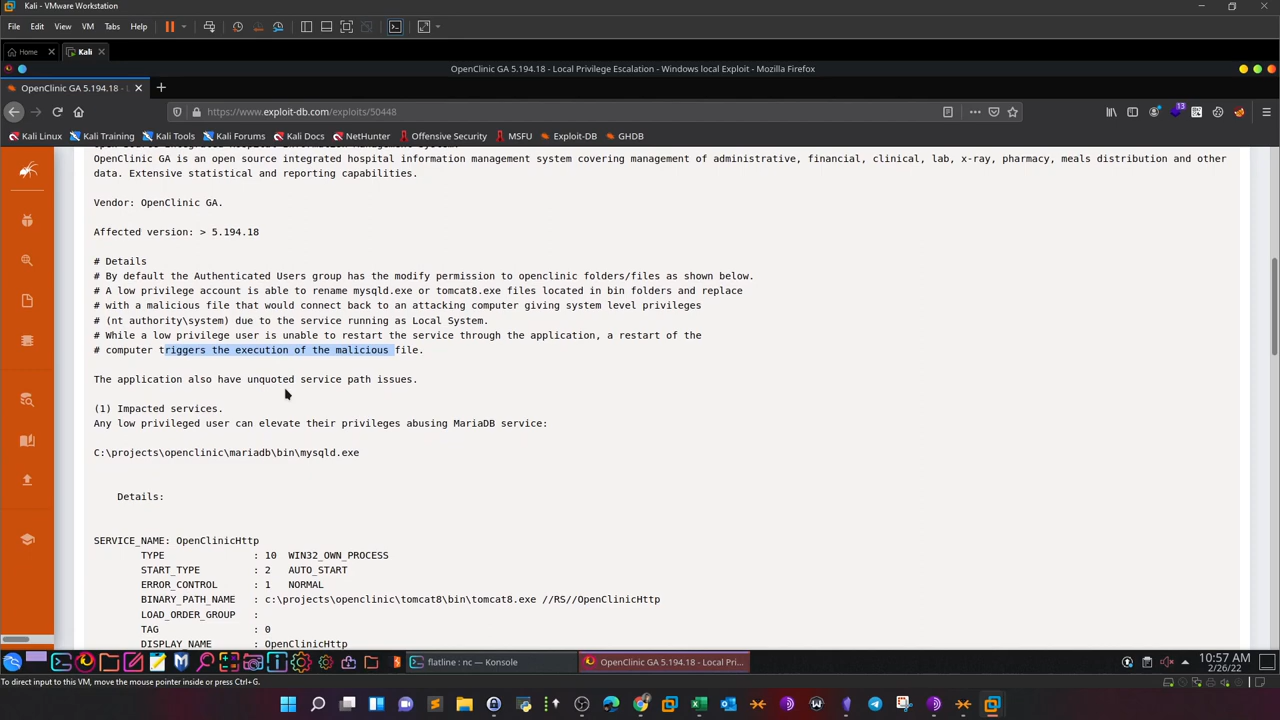 Kali - VMware Workstation
File Edit View VM Tabs Help
Home Kali
OpenClinic GA 5.194.18 - Local Privilege Escalation - Windows local Exploit - Mozilla Firefox
OpenClinic GA 5.194.18 - L
https://www.exploit-db.com/exploits/50448
13
Kali Linux Kali Training Kali Tools Kali Forums Kali Docs NetHunter Offensive Security MSFU Exploit-DB GHDB
OpenClinic GA is an open source integrated hospital information management system covering management of administrative, financial, clinical, lab, x-ray, pharmacy, meals distribution and other
data. Extensive statistical and reporting capabilities.
Vendor: OpenClinic GA.
Affected version: > 5.194.18
# Details
# By default the Authenticated Users group has the modify permission to openclinic folders/files as shown below.
# A low privilege account is able to rename mysqld.exe or tomcat8.exe files located in bin folders and replace
# with a malicious file that would connect back to an attacking computer giving system level privileges
# (nt authority\system) due to the service running as Local System.
# While a low privilege user is unable to restart the service through the application, a restart of the
# computer triggers the execution of the malicious file.
The application also have unquoted service path issues.
(1) Impacted services.
Any low privileged user can elevate their privileges abusing MariaDB service:
C:\projects\openclinic\mariadb\bin\mysqld.exe
Details:
SERVICE_NAME: OpenClinicHttp
TYPE : 10 WIN32_OWN_PROCESS
START_TYPE : 2 AUTO_START
ERROR_CONTROL : 1 NORMAL
BINARY_PATH_NAME : c:\projects\openclinic\tomcat8\bin\tomcat8.exe //RS//OpenClinicHttp
LOAD_ORDER_GROUP :
TAG : 0
DISPLAY_NAME : OpenClinicHttp
flatline : nc — Konsole OpenClinic GA 5.194.18 - Local Pri... 10:57 AM
2/26/22
To direct input to this VM, move the mouse pointer inside or press Ctrl+G.